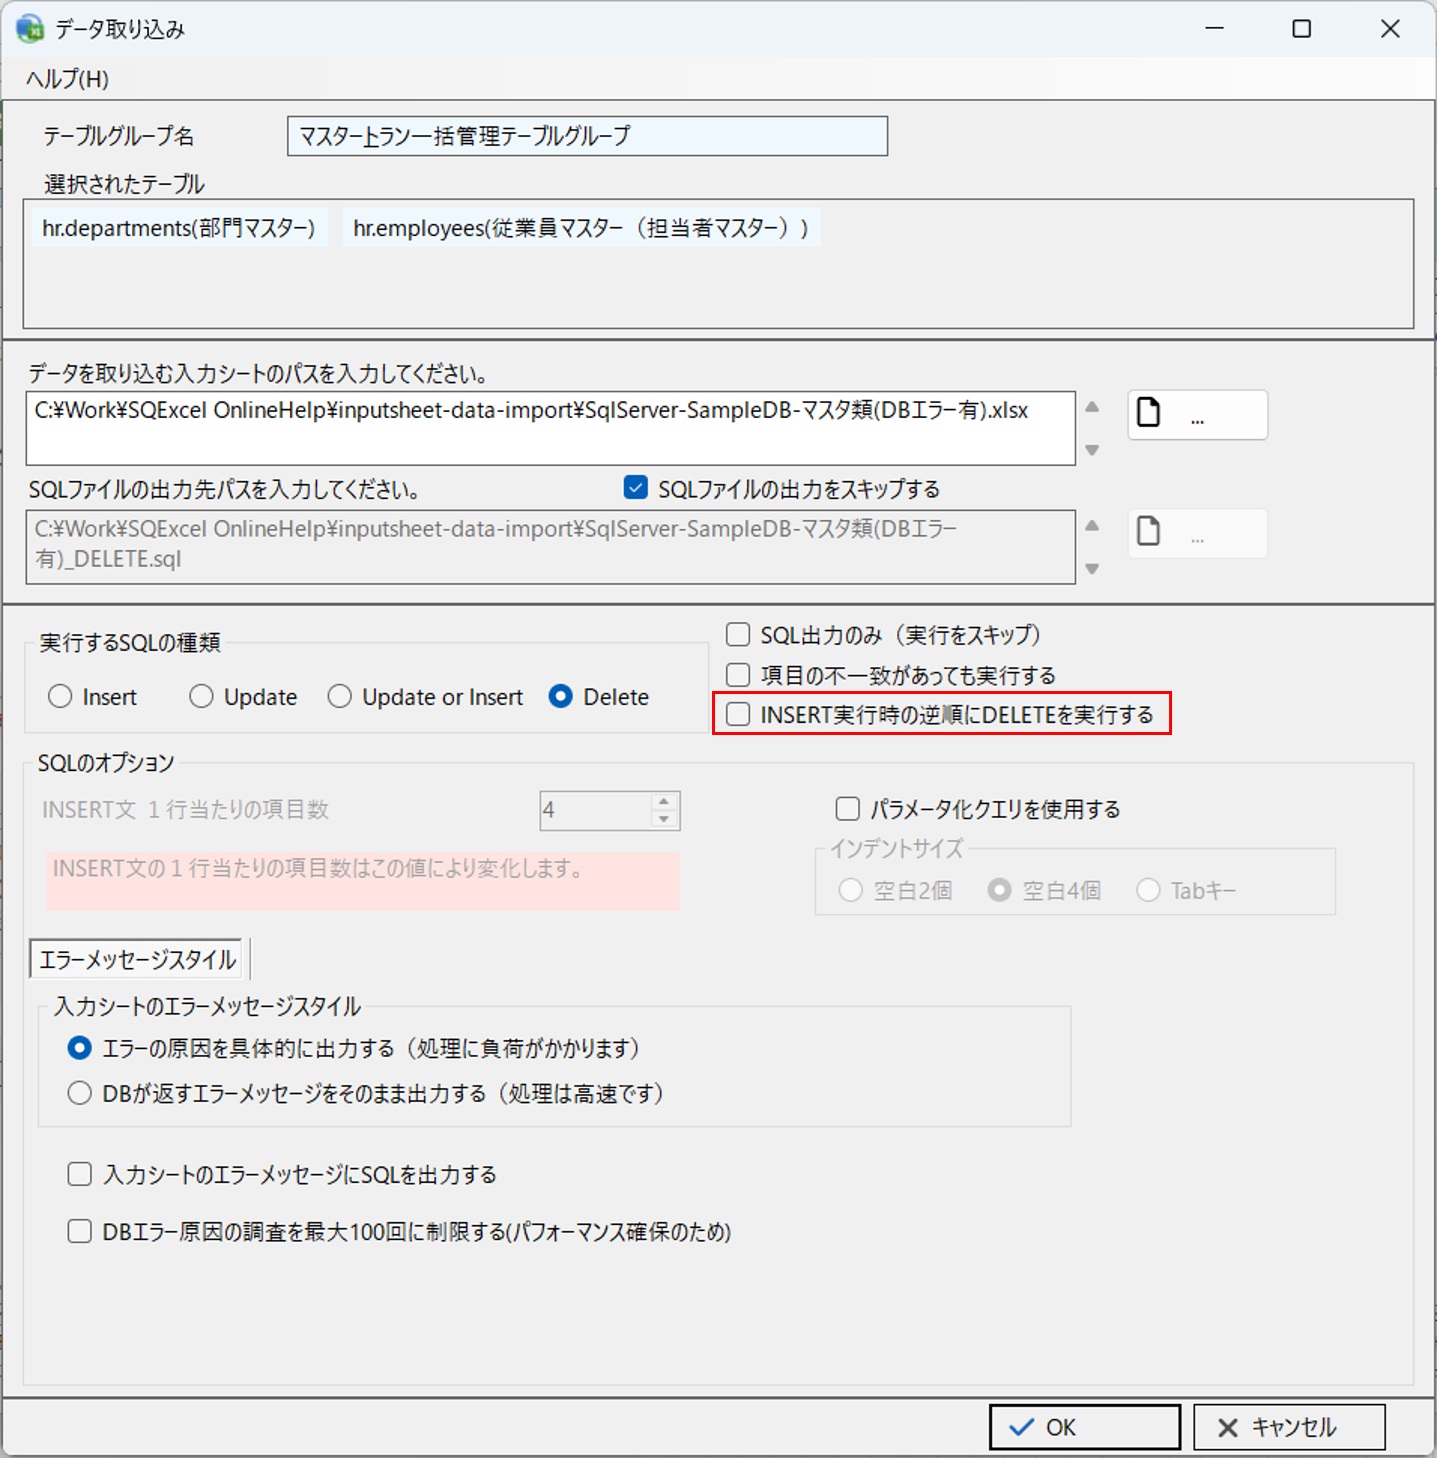 データ取り込み
ヘルプ(H)
テーブルグループ名
マスタートラン一括管理テーブルグループ
選択されたテーブル
hr.departments(部門マスター)
hr.employees(従業員マスター（担当者マスター）)
データを取り込む入力シートのパスを入力してください。
C:¥Work¥SQExcel OnlineHelp¥inputsheet-data-import¥SqlServer-SampleDB-マスタ類(DBエラー有).xlsx
...
SQLファイルの出力先パスを入力してください。
SQLファイルの出力をスキップする
C:¥Work¥SQExcel OnlineHelp¥inputsheet-data-import¥SqlServer-SampleDB-マスタ類(DBエラー
有)_DELETE.sql
...
実行するSQLの種類
Insert
Update
Update or Insert
Delete
SQL出力のみ（実行をスキップ）
項目の不一致があっても実行する
INSERT実行時の逆順にDELETEを実行する
SQLのオプション
INSERT文 １行当たりの項目数
4
INSERT文の１行当たりの項目数はこの値により変化します。
パラメータ化クエリを使用する
インデントサイズ
空白2個
空白4個
Tabキー
エラーメッセージスタイル
入力シートのエラーメッセージスタイル
エラーの原因を具体的に出力する（処理に負荷がかかります）
DBが返すエラーメッセージをそのまま出力する（処理は高速です）
入力シートのエラーメッセージにSQLを出力する
DBエラー原因の調査を最大100回に制限する(パフォーマンス確保のため)
OK
キャンセル